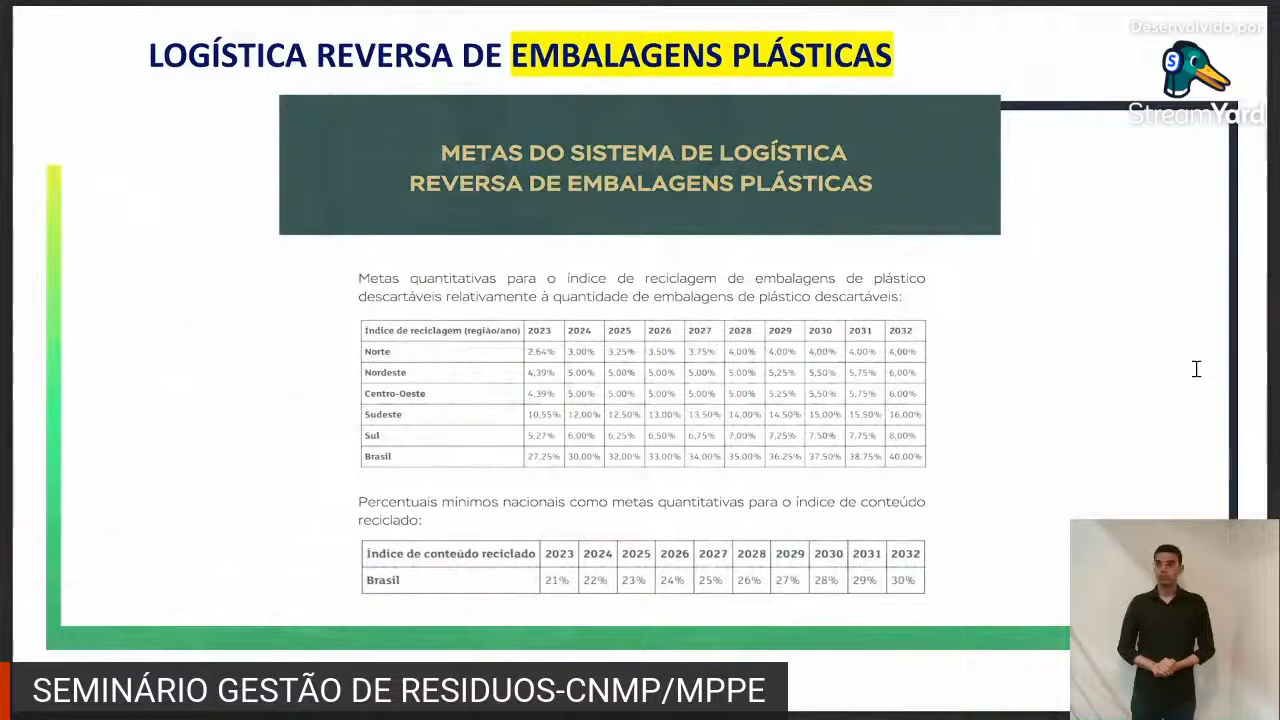 Desenvolvido por
StreamYard
LOGÍSTICA REVERSA DE EMBALAGENS PLÁSTICAS
METAS DO SISTEMA DE LOGÍSTICA
REVERSA DE EMBALAGENS PLÁSTICAS
Metas quantitativas para o índice de reciclagem de embalagens de plástico
descartáveis relativamente à quantidade de embalagens de plástico descartáveis:
Índice de reciclagem (região/ano) 2023 2024 2025 2026 2027 2028 2029 2030 2031 2032
Norte 2,64% 3,00% 3,25% 3,50% 3,75% 4,00% 4,00% 4,00% 4,00% 4,00%
Nordeste 4,39% 5,00% 5,00% 5,00% 5,00% 5,00% 5,25% 5,50% 5,75% 6,00%
Centro-Oeste 4,39% 5,00% 5,00% 5,00% 5,00% 5,00% 5,25% 5,50% 5,75% 6,00%
Sudeste 10,55% 12,00% 12,50% 13,00% 13,50% 14,00% 14,50% 15,00% 15,50% 16,00%
Sul 5,27% 6,00% 6,25% 6,50% 6,75% 7,00% 7,25% 7,50% 7,75% 8,00%
Brasil 27,25% 30,00% 32,00% 33,00% 34,00% 35,00% 36,25% 37,50% 38,75% 40,00%
Percentuais mínimos nacionais como metas quantitativas para o índice de conteúdo
reciclado:
Índice de conteúdo reciclado 2023 2024 2025 2026 2027 2028 2029 2030 2031 2032
Brasil 21% 22% 23% 24% 25% 26% 27% 28% 29% 30%
SEMINÁRIO GESTÃO DE RESIDUOS-CNMP/MPPE